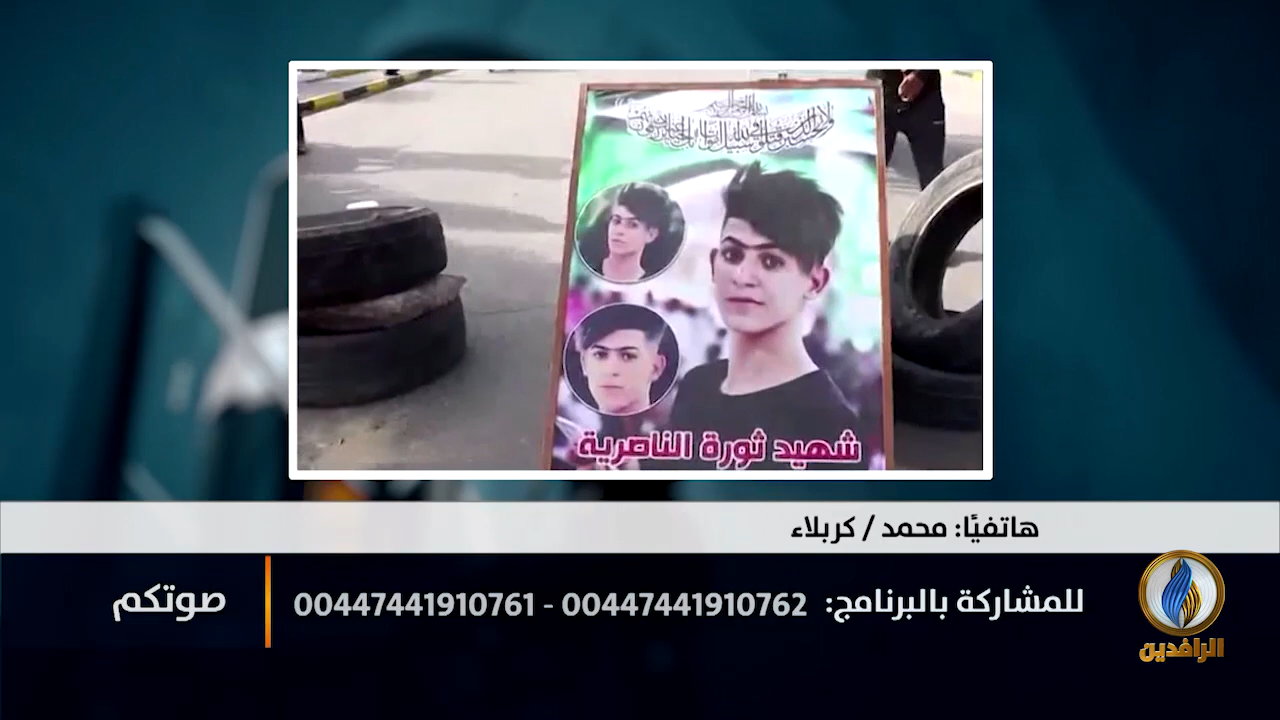 شهيد ثورة الناصرية
هاتفيًا: محمد / كربلاء
للمشاركة بالبرنامج: 00447441910762 - 00447441910761
صوتكم
الرافدين